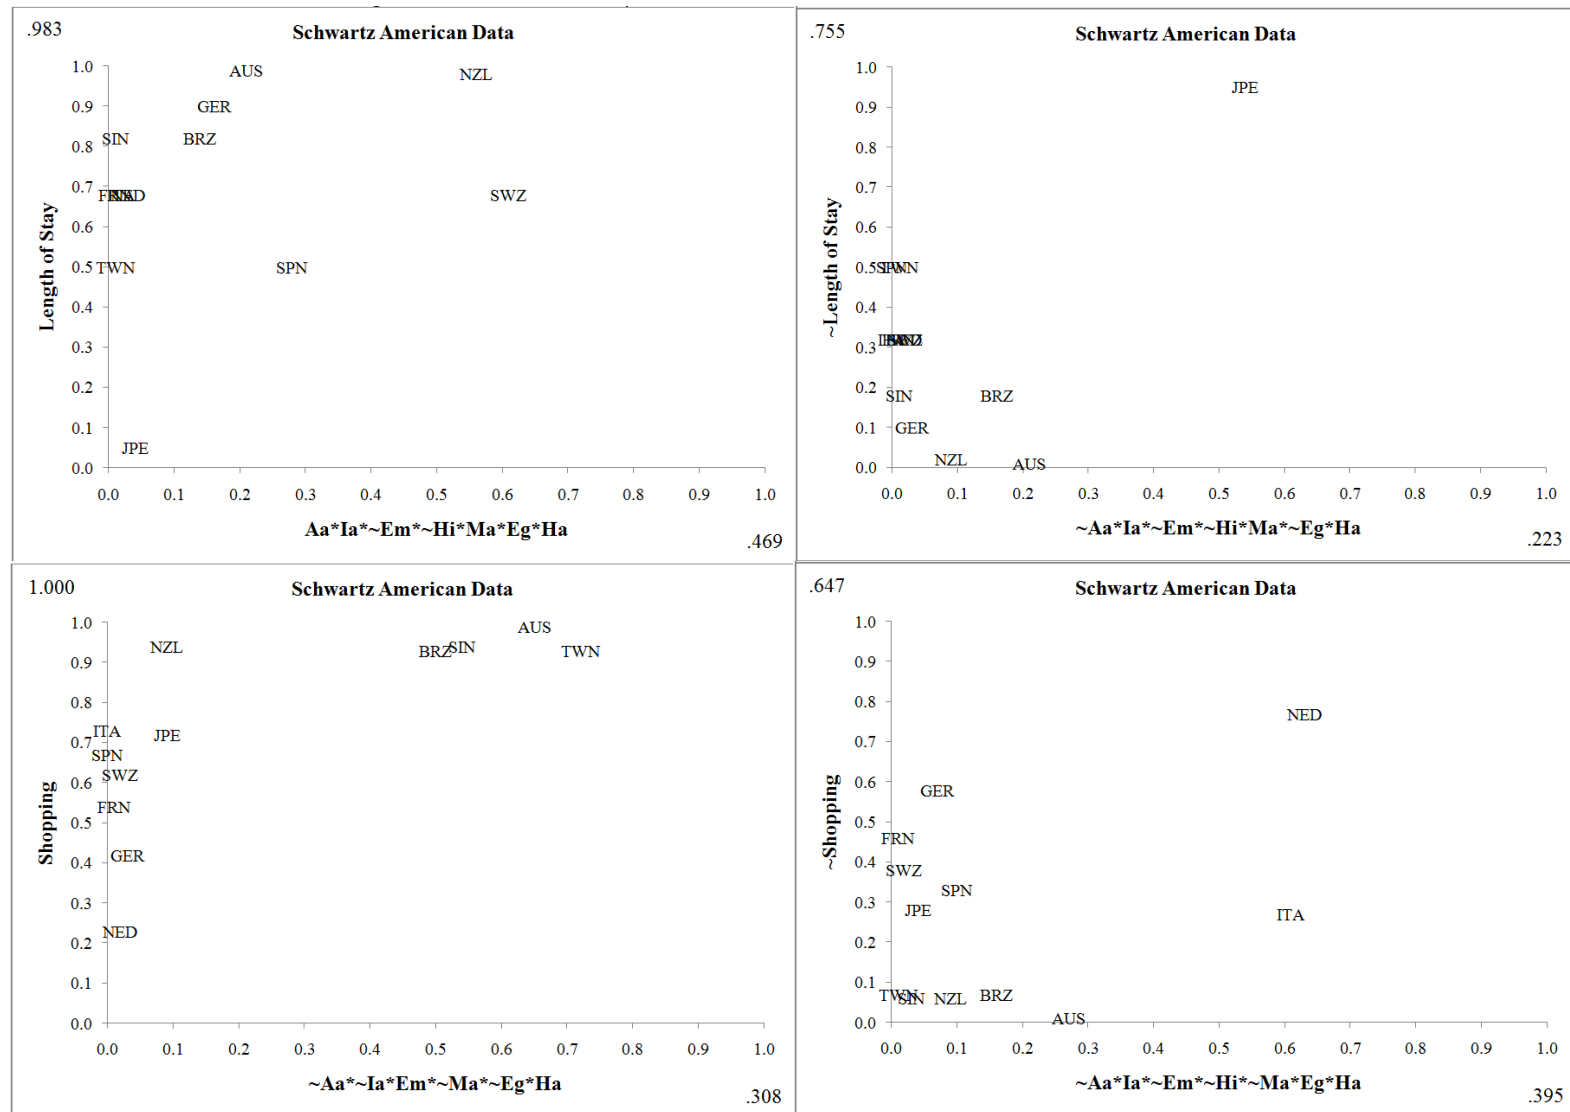 .983
Schwartz American Data
1.0
0.9
0.8
0.7
0.6
0.5
0.4
0.3
0.2
0.1
0.0
Length of Stay
AUS
NZL
GER
SIN
BRZ
FRN
NED
SWZ
TWN
SPN
JPE
0.0 0.1 0.2 0.3 0.4 0.5 0.6 0.7 0.8 0.9 1.0
Aa*Ia*~Em*~Hi*Ma*Eg*Ha
.469
.755
Schwartz American Data
1.0
0.9
0.8
0.7
0.6
0.5
0.4
0.3
0.2
0.1
0.0
~Length of Stay
JPE
SPN
TWN
SIN
BRZ
GER
NZL
AUS
0.0 0.1 0.2 0.3 0.4 0.5 0.6 0.7 0.8 0.9 1.0
~Aa*Ia*~Em*~Hi*Ma*~Eg*Ha
.223
1.000
Schwartz American Data
1.0
0.9
0.8
0.7
0.6
0.5
0.4
0.3
0.2
0.1
0.0
Shopping
AUS
NZL
BRZ
SIN
TWN
ITA
JPE
SPN
SWZ
FRN
GER
NED
0.0 0.1 0.2 0.3 0.4 0.5 0.6 0.7 0.8 0.9 1.0
~Aa*~Ia*Em*~Ma*~Eg*Ha
.308
.647
Schwartz American Data
1.0
0.9
0.8
0.7
0.6
0.5
0.4
0.3
0.2
0.1
0.0
~Shopping
NED
GER
FRN
SWZ
SPN
JPE
ITA
TWN
SIN
NZL
BRZ
AUS
0.0 0.1 0.2 0.3 0.4 0.5 0.6 0.7 0.8 0.9 1.0
~Aa*Ia*~Em*~Hi*~Ma*Eg*Ha
.395